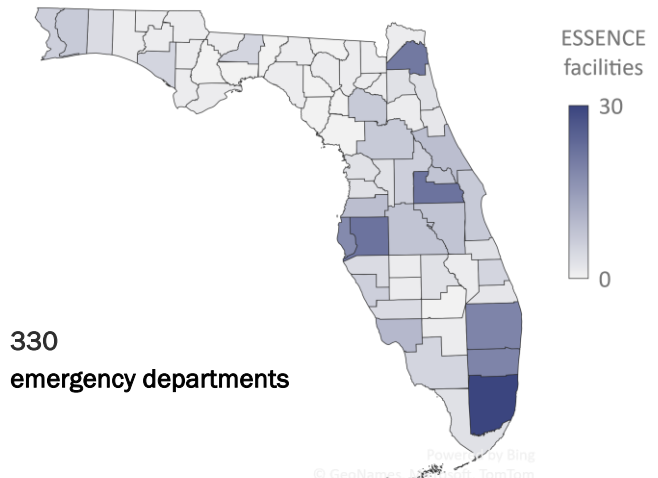 ESSENCE
facilities
30
0
330
emergency departments
Powered by Bing
© GeoNames, Microsoft, TomTom